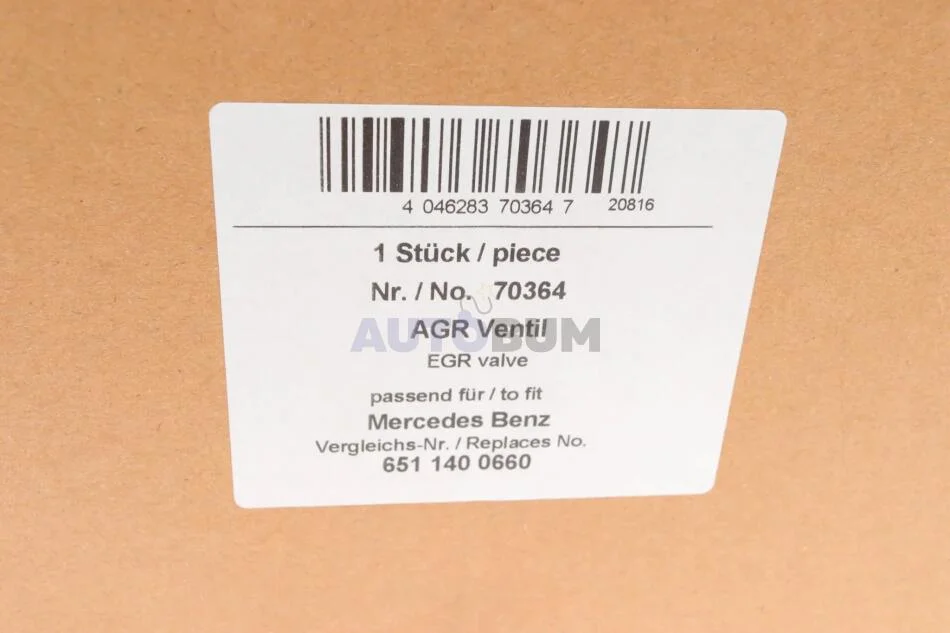 4 046283 70364 7 20816
1 Stück / piece
Nr. / No. 70364
AGR Ventil
AUTOBUM
EGR valve
passend für / to fit
Mercedes Benz
Vergleichs-Nr. / Replaces No.
651 140 0660